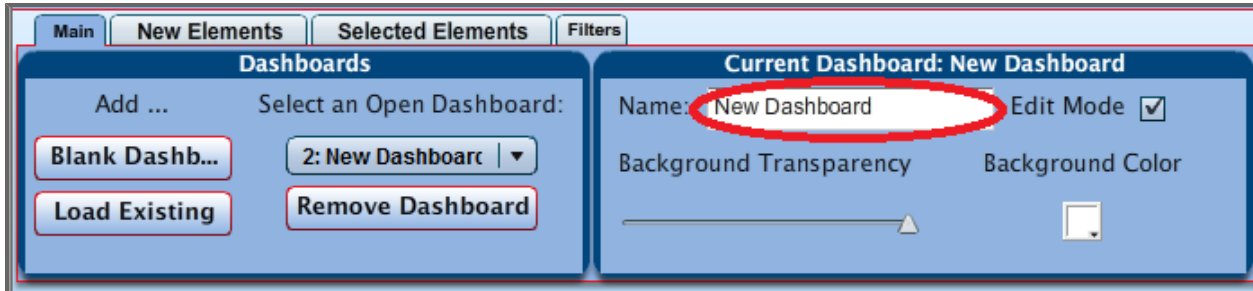 Main New Elements Selected Elements Filters
Dashboards
Add ... Select an Open Dashboard:
Blank Dashb... 2: New Dashboarc
Load Existing Remove Dashboard
Current Dashboard: New Dashboard
Name: New Dashboard Edit Mode
Background Transparency Background Color